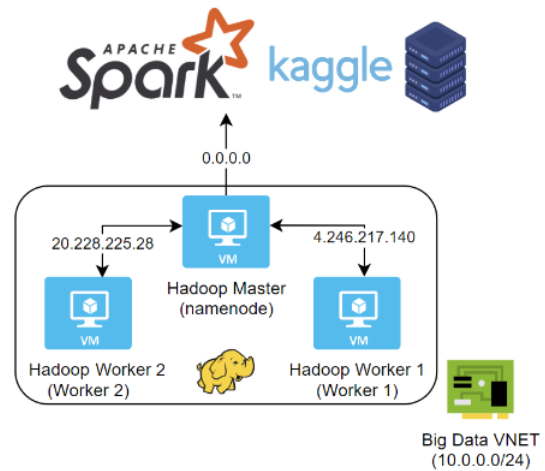 APACHE
Spark™
kaggle
0.0.0.0
20.228.225.28
4.246.217.140
VM
Hadoop Master
(namenode)
VM
VM
Hadoop Worker 2
(Worker 2)
Hadoop Worker 1
(Worker 1)
Big Data VNET
(10.0.0.0/24)